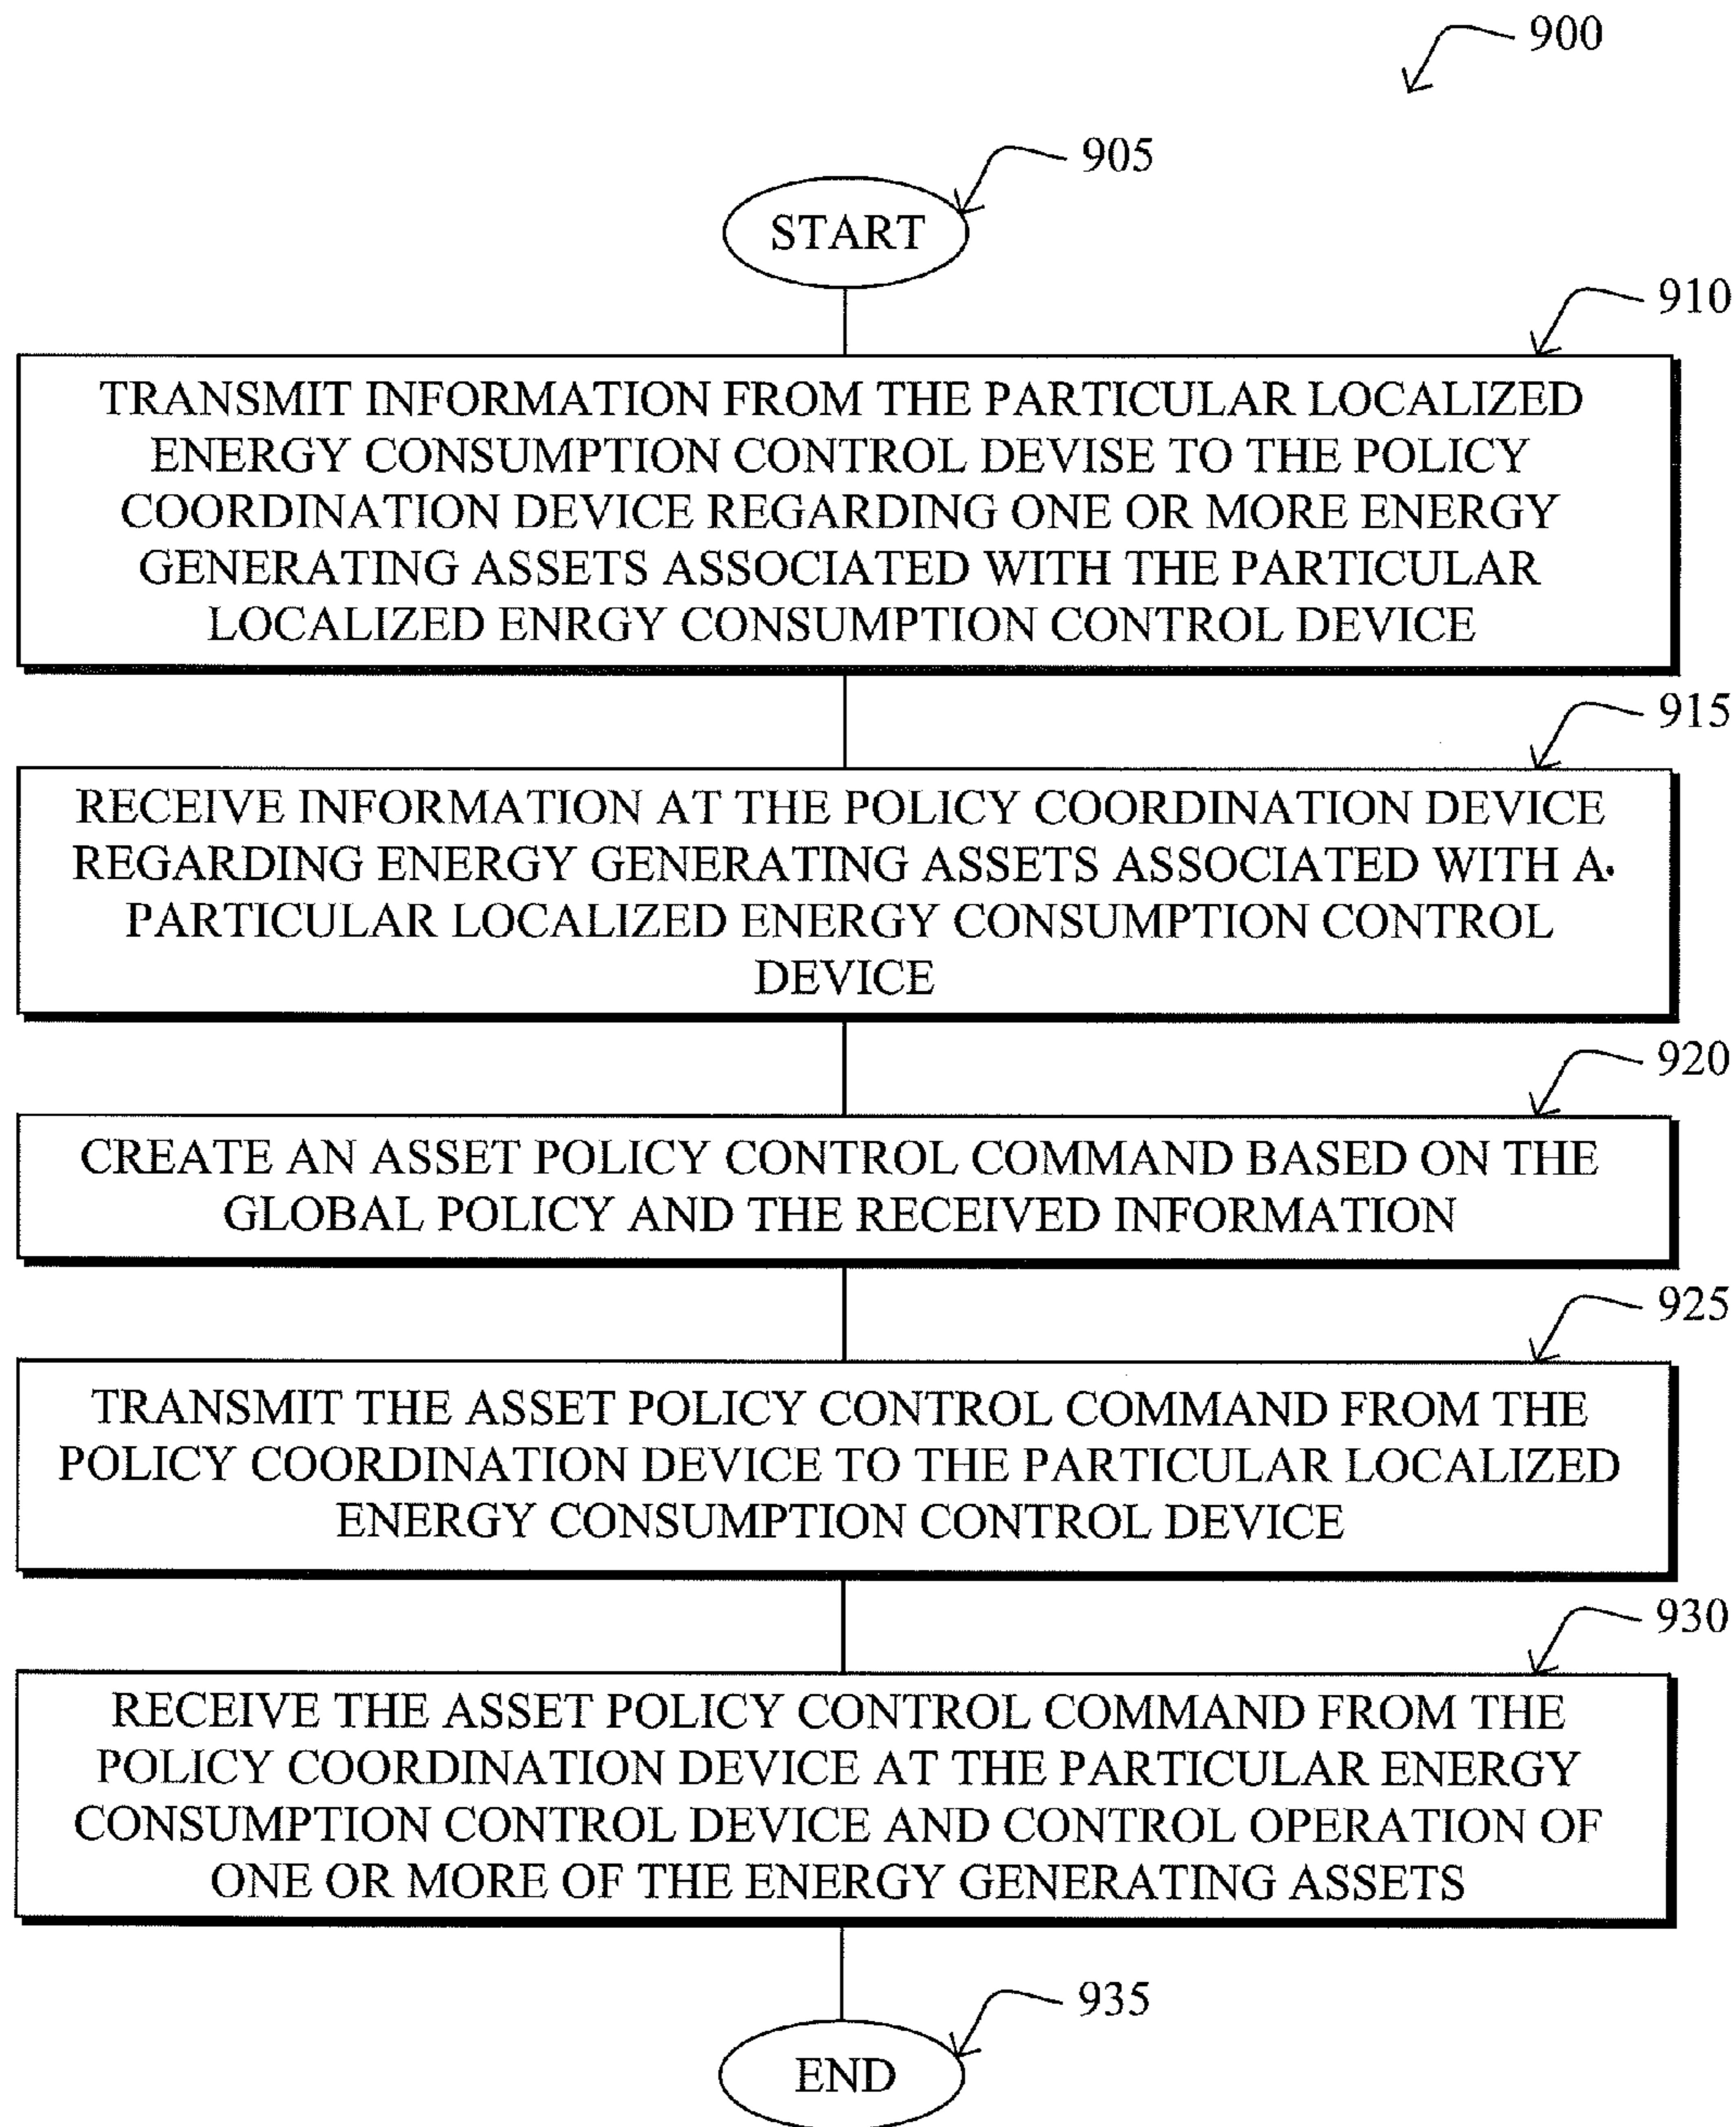 900
905
START
910
TRANSMIT INFORMATION FROM THE PARTICULAR LOCALIZED
ENERGY CONSUMPTION CONTROL DEVISE TO THE POLICY
COORDINATION DEVICE REGARDING ONE OR MORE ENERGY
GENERATING ASSETS ASSOCIATED WITH THE PARTICULAR
LOCALIZED ENRGY CONSUMPTION CONTROL DEVICE
915
RECEIVE INFORMATION AT THE POLICY COORDINATION DEVICE
REGARDING ENERGY GENERATING ASSETS ASSOCIATED WITH A
PARTICULAR LOCALIZED ENERGY CONSUMPTION CONTROL
DEVICE
920
CREATE AN ASSET POLICY CONTROL COMMAND BASED ON THE
GLOBAL POLICY AND THE RECEIVED INFORMATION
925
TRANSMIT THE ASSET POLICY CONTROL COMMAND FROM THE
POLICY COORDINATION DEVICE TO THE PARTICULAR LOCALIZED
ENERGY CONSUMPTION CONTROL DEVICE
930
RECEIVE THE ASSET POLICY CONTROL COMMAND FROM THE
POLICY COORDINATION DEVICE AT THE PARTICULAR ENERGY
CONSUMPTION CONTROL DEVICE AND CONTROL OPERATION OF
ONE OR MORE OF THE ENERGY GENERATING ASSETS
935
END